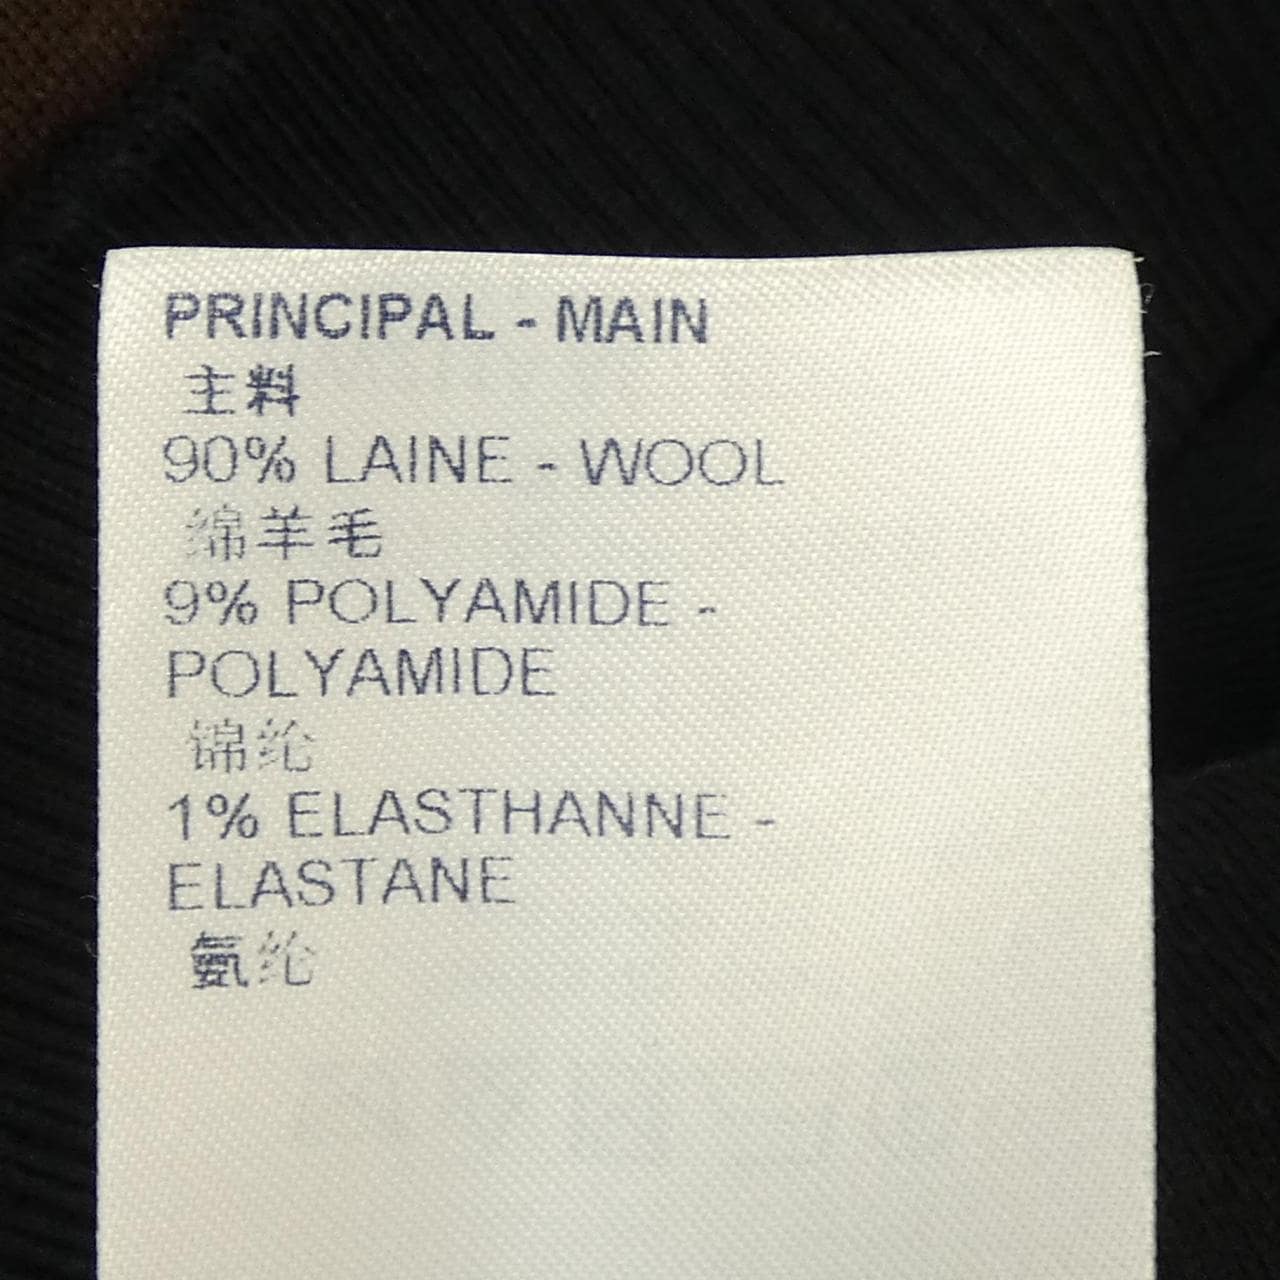 PRINCIPAL - MAIN
主料
90% LAINE - WOOL
绵羊毛
9% POLYAMIDE -
POLYAMIDE
锦纶
1% ELASTHANNE -
ELASTANE
氨纶